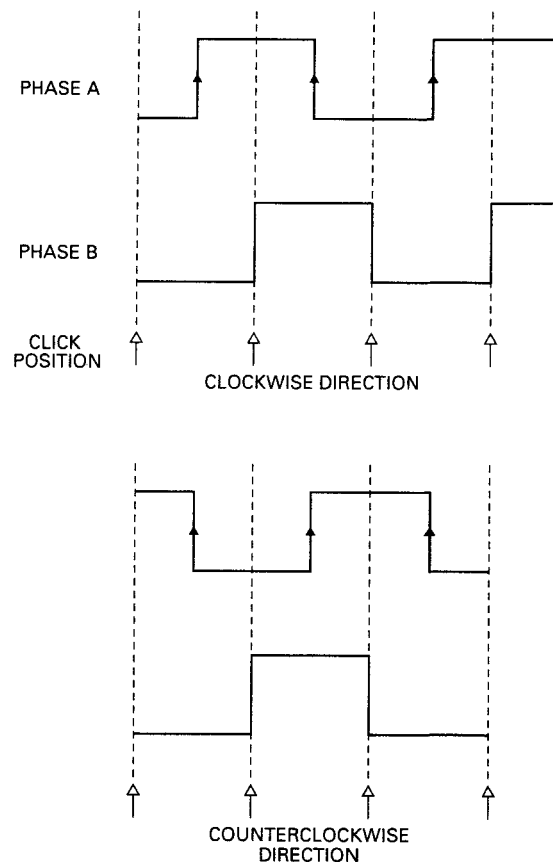 PHASE A
PHASE B
CLICK
POSITION
CLOCKWISE DIRECTION
COUNTERCLOCKWISE
DIRECTION